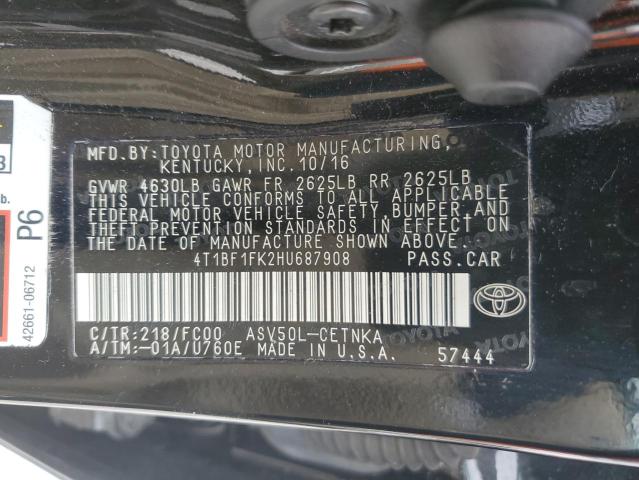 MFD.BY:TOYOTA MOTOR MANUFACTURING,
KENTUCKY, INC. 10/16
GVWR 4630LB GAWR FR 2625LB RR 2625LB
THIS VEHICLE CONFORMS TO ALL APPLICABLE
FEDERAL MOTOR VEHICLE SAFETY,BUMPER,AND
THEFT PREVENTION STANDARDS IN EFFECT ON
THE DATE OF MANUFACTURE SHOWN ABOVE.
4T1BF1FK2HU687908 PASS.CAR
C/TR:218/FC00 ASV50L-CETNKA
A/TM:-01A/U760E MADE IN U.S.A. 57444
3
b.
P6
42661-06712